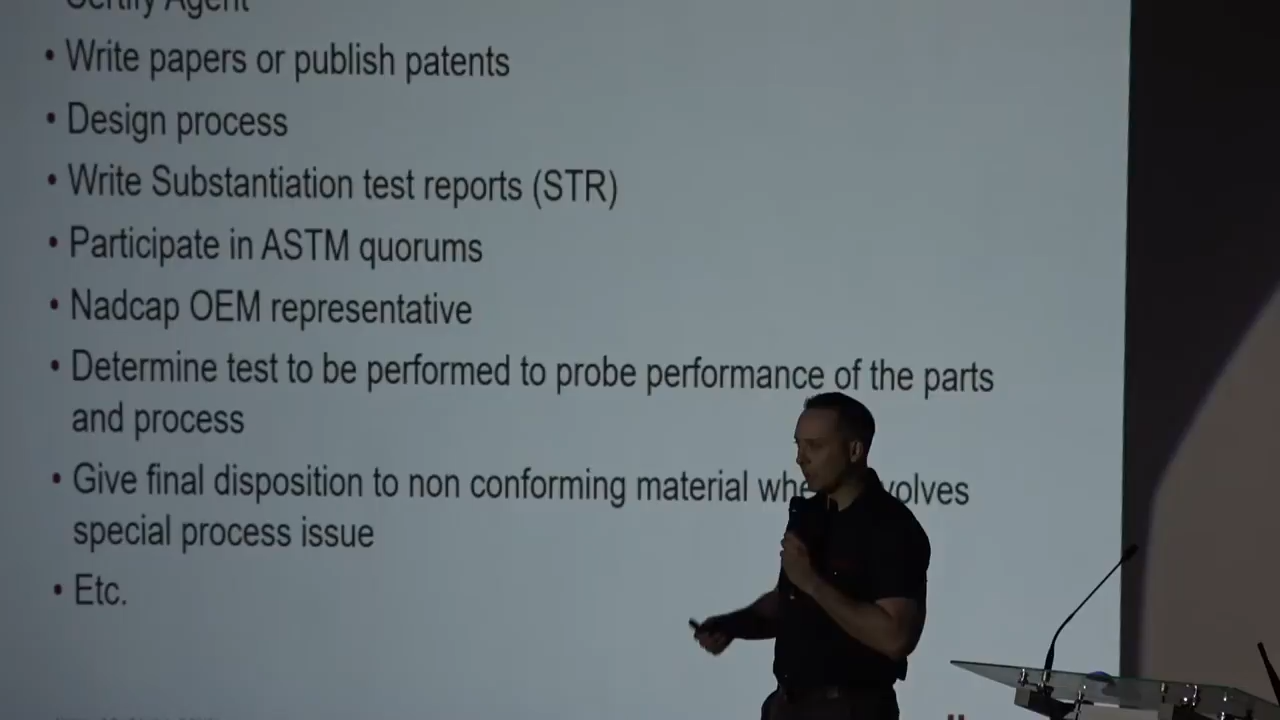 Certify Agent
• Write papers or publish patents
• Design process
• Write Substantiation test reports (STR)
• Participate in ASTM quorums
• Nadcap OEM representative
• Determine test to be performed to probe performance of the parts
and process
• Give final disposition to non conforming material
special process issue
• Etc.